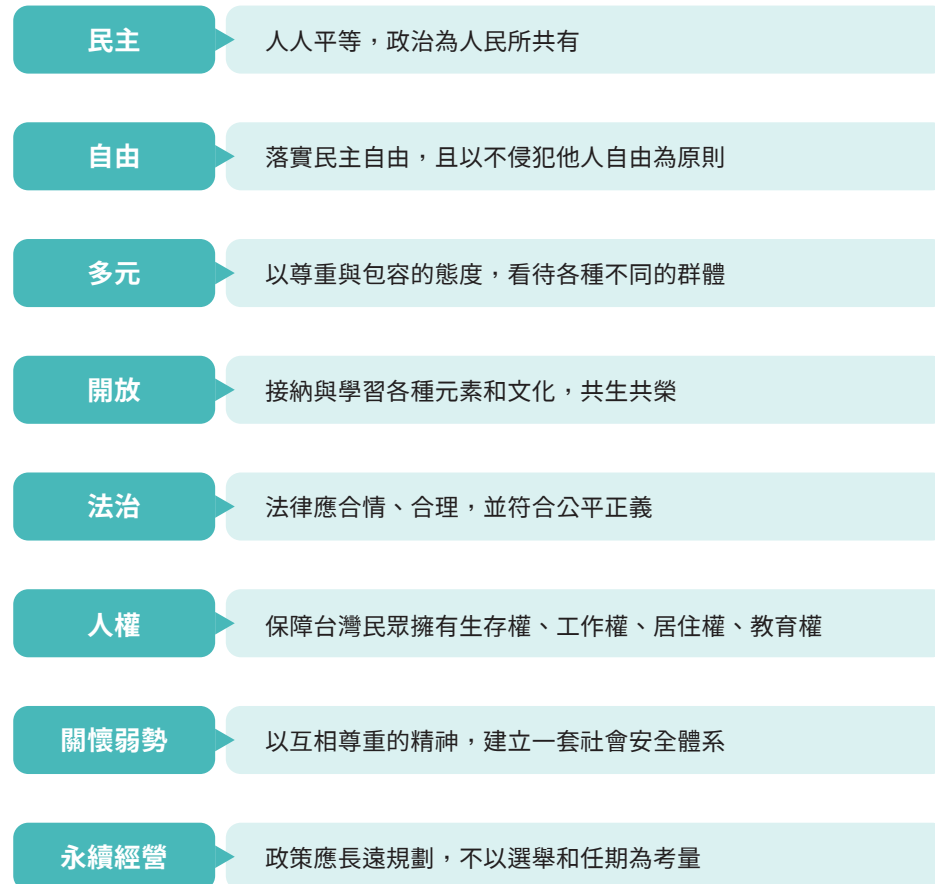 民主
人人平等，政治為人民所共有
自由
落實民主自由，且以不侵犯他人自由為原則
多元
以尊重與包容的態度，看待各種不同的群體
開放
接納與學習各種元素和文化，共生共榮
法治
法律應合情、合理，並符合公平正義
人權
保障台灣民眾擁有生存權、工作權、居住權、教育權
關懷弱勢
以互相尊重的精神，建立一套社會安全體系
永續經營
政策應長遠規劃，不以選舉和任期為考量